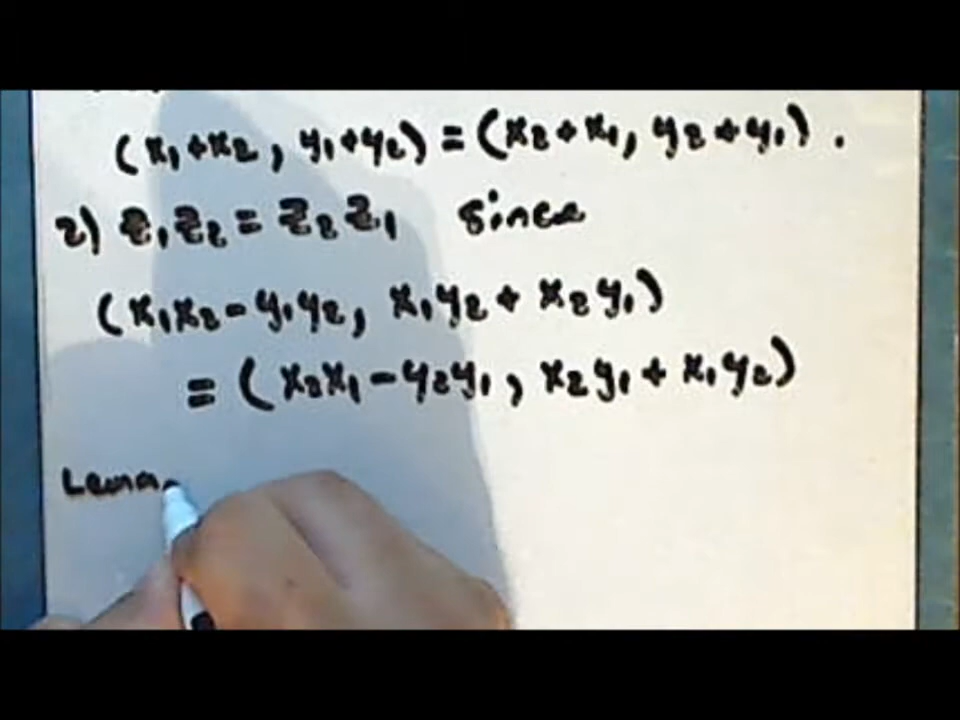 (x₁+x₂, y₁+y₂) = (x₂+x₁, y₂+y₁).
2) z₁z₂ = z₂z₁ since
(x₁x₂-y₁y₂, x₁y₂+x₂y₁)
= (x₂x₁-y₂y₁, x₂y₁+x₁y₂)